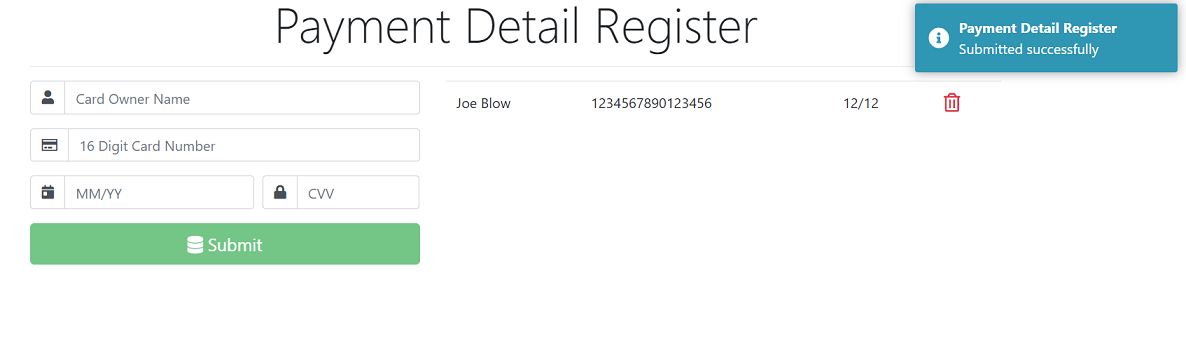 Payment Detail Register
Payment Detail Register
Submitted successfully
Card Owner Name
16 Digit Card Number
MM/YY
CVV
Submit
Joe Blow 1234567890123456 12/12